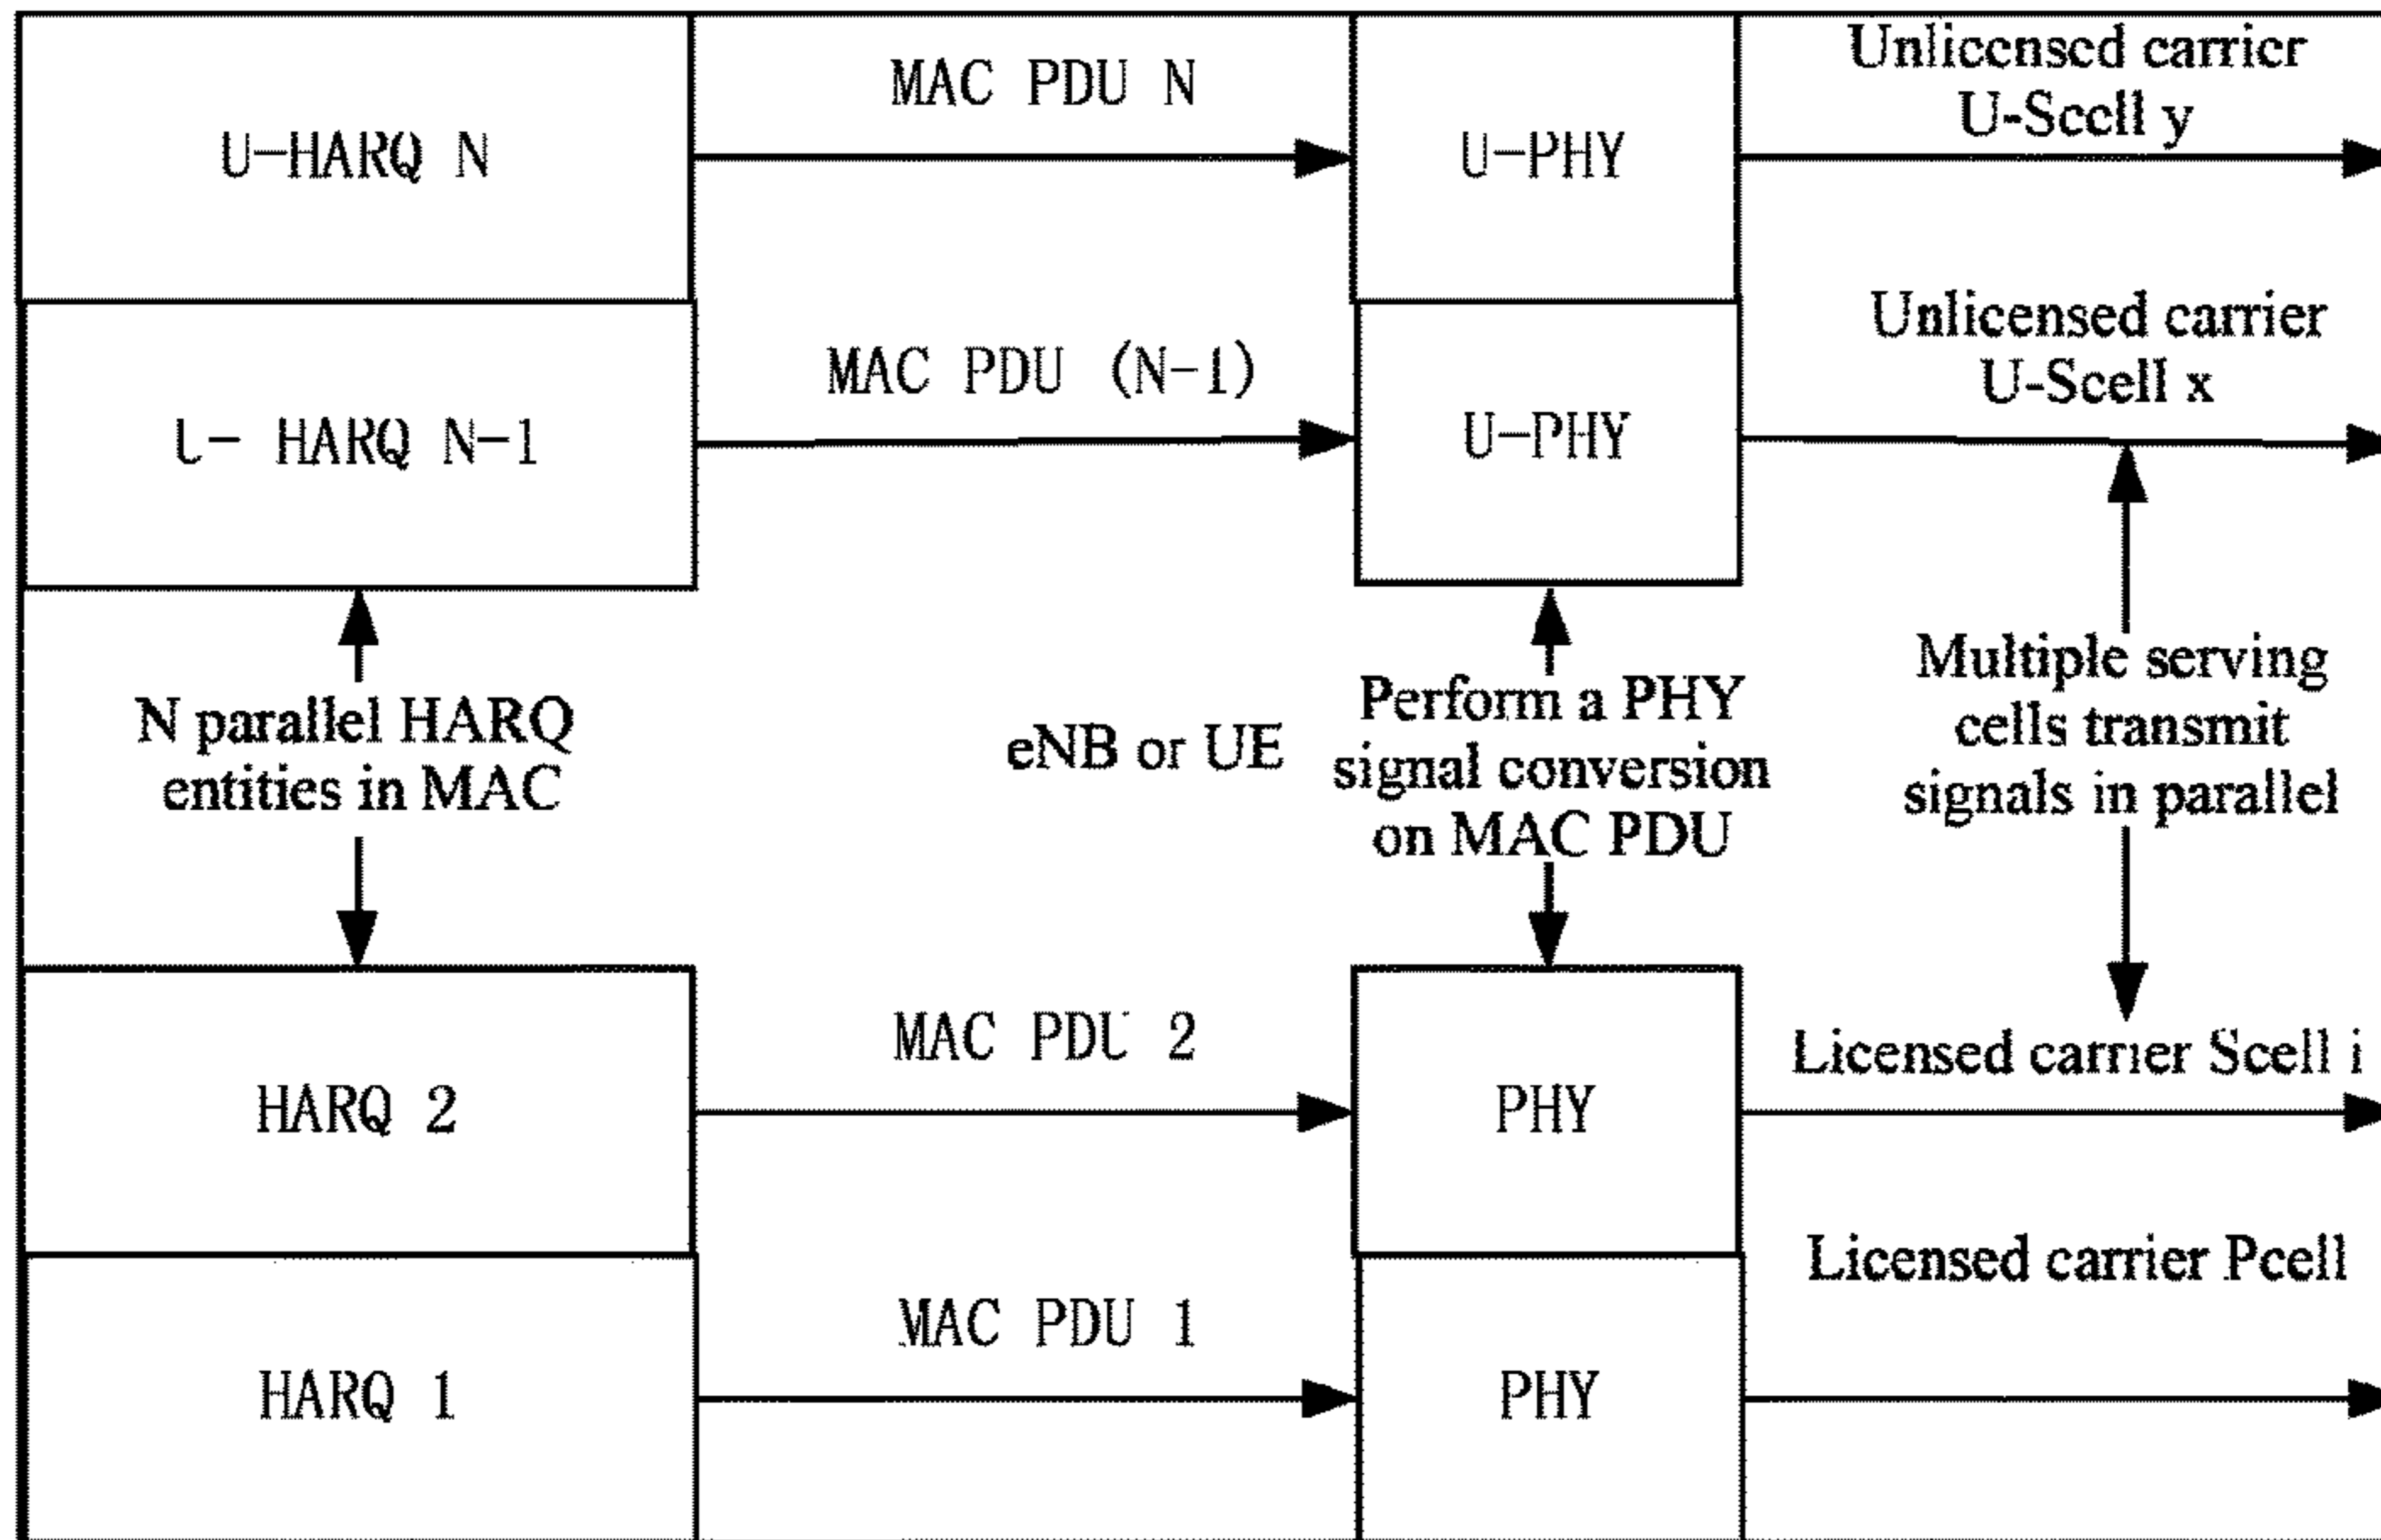 Unlicensed carrier
U-Scell y
MAC PDU N
U-HARQ N
U-PHY
Unlicensed carrier
U-Scell x
MAC PDU (N-1)
U- HARQ N-1
U-PHY
N parallel HARQ
entities in MAC
eNB or UE
Perform a PHY
signal conversion
on MAC PDU
Multiple serving
cells transmit
signals in parallel
MAC PDU 2
Licensed carrier Scell i
HARQ 2
PHY
Licensed carrier Pcell
MAC PDU 1
HARQ 1
PHY